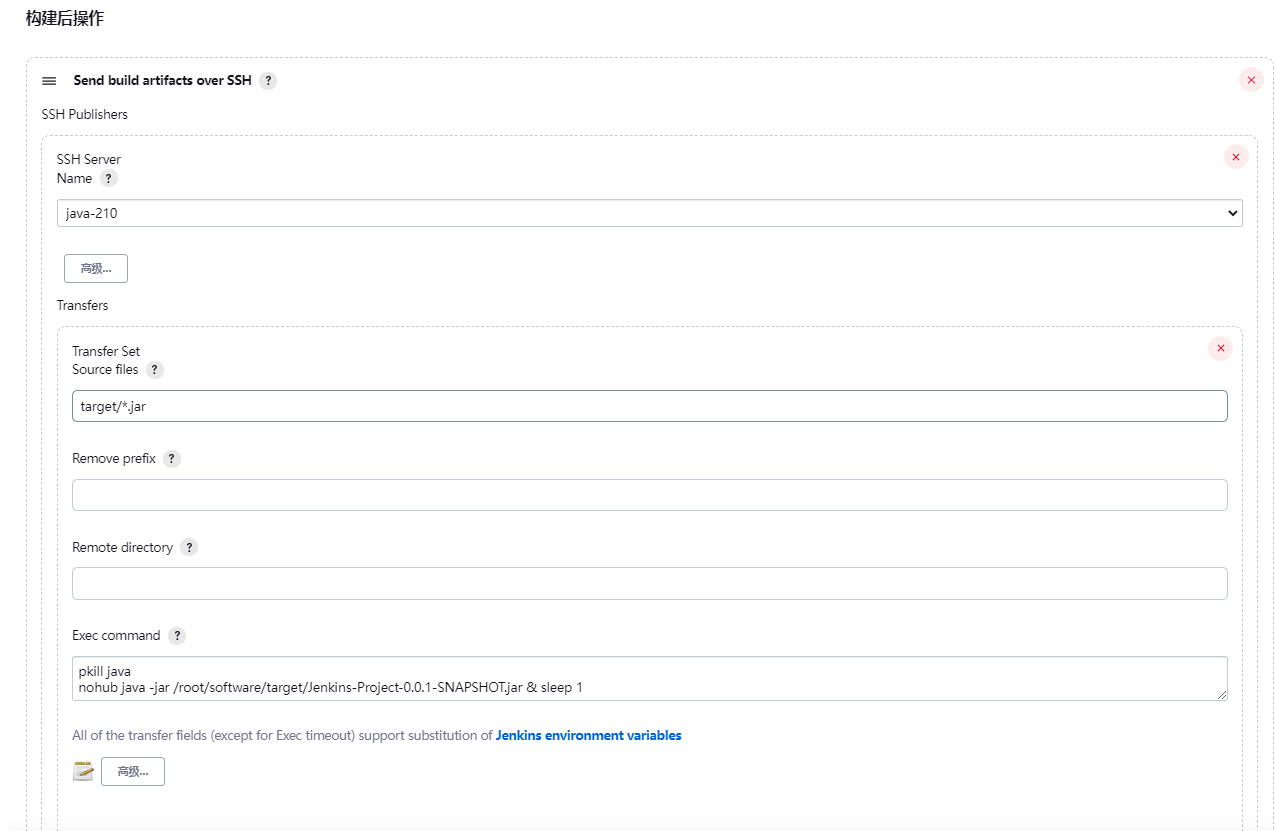 构建后操作
Send build artifacts over SSH ?
SSH Publishers
SSH Server
Name ?
java-210
高级...
Transfers
Transfer Set
Source files ?
target/*.jar
Remove prefix ?
Remote directory ?
Exec command ?
pkill java
nohub java -jar /root/software/target/Jenkins-Project-0.0.1-SNAPSHOT.jar & sleep 1
All of the transfer fields (except for Exec timeout) support substitution of Jenkins environment variables
高级...